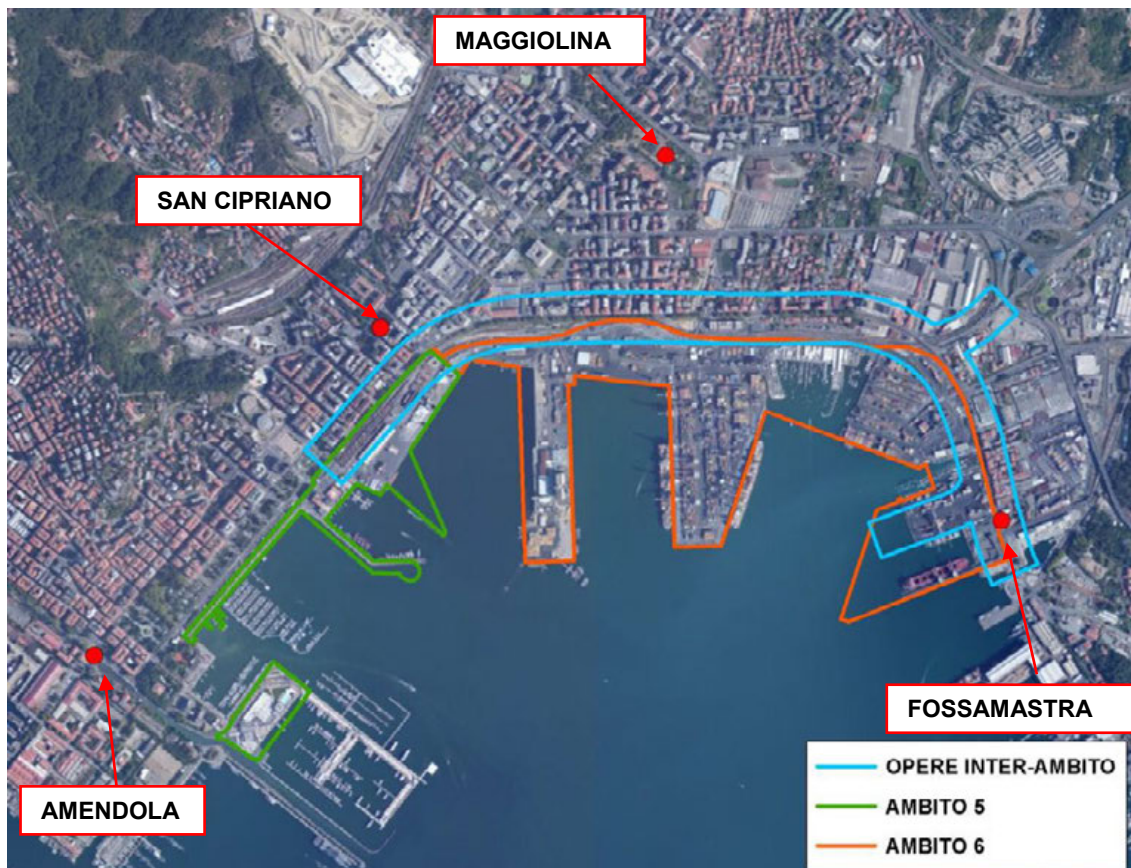 MAGGIOLINA
SAN CIPRIANO
FOSSAMASTRA
AMENDOLA
OPERE INTER-AMBITO
AMBITO 5
AMBITO 6